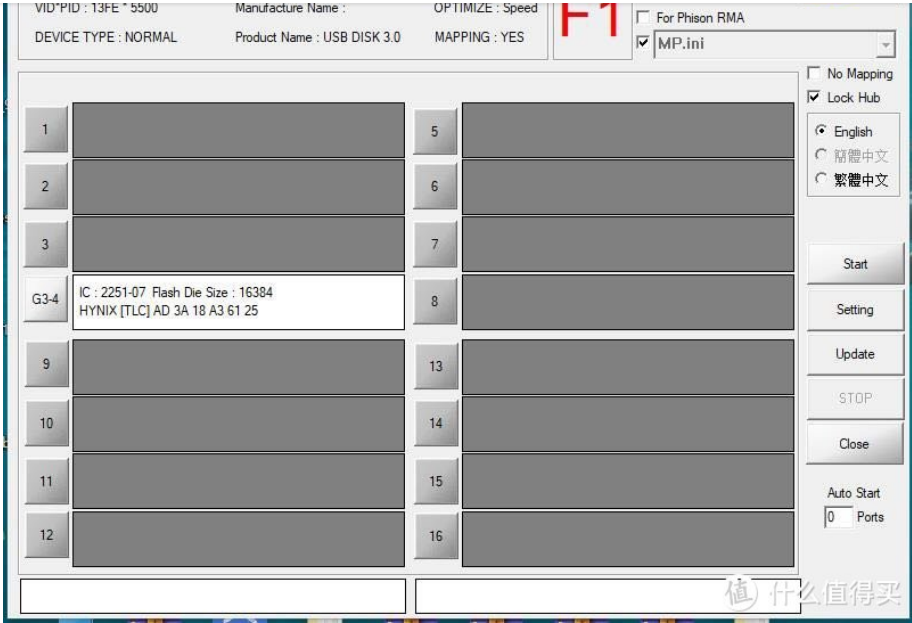 VID*PID : 13FE * 5500
Manufacture Name :
OPTIMIZE : Speed
DEVICE TYPE : NORMAL
Product Name : USB DISK 3.0
MAPPING : YES
F1
For Phison RMA
MP.ini
No Mapping
Lock Hub
English
簡體中文
繁體中文
1
5
2
6
3
7
G3-4
IC : 2251-07 Flash Die Size : 16384
HYNIX [TLC] AD 3A 18 A3 61 25
8
9
13
10
14
11
15
12
16
Start
Setting
Update
STOP
Close
Auto Start
0 Ports
值 什么值得买